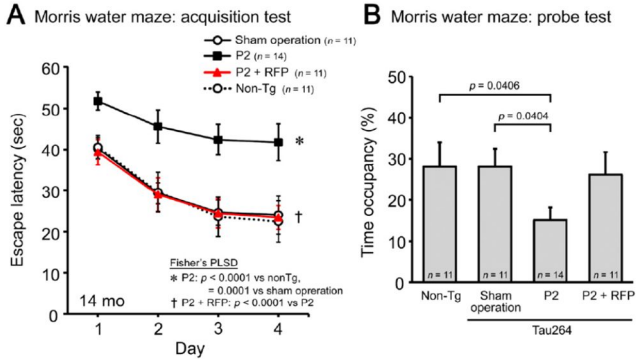 A Morris water maze: acquisition test
Sham operation (n = 11)
P2 (n = 14)
P2 + RFP (n = 11)
Non-Tg (n = 11)
60
50
40
30
20
10
0
Escape latency (sec)
*
†
Fisher's PLSD
* P2: p < 0.0001 vs nonTg,
= 0.0001 vs sham opreration
† P2 + RFP: p < 0.0001 vs P2
14 mo
1 2 3 4
Day
B Morris water maze: probe test
50
40
30
20
10
0
Time occupancy (%)
p = 0.0406
p = 0.0404
n = 11 n = 11 n = 14 n = 11
Non-Tg Sham operation P2 P2 + RFP
Tau264